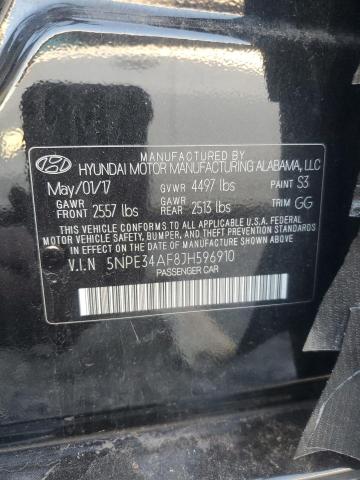 MANUFACTURED BY
HYUNDAI MOTOR MANUFACTURING ALABAMA, LLC
May/01/17 GVWR 4497 lbs PAINT S3
GAWR FRONT 2557 lbs GAWR REAR 2513 lbs TRIM GG
THIS VEHICLE CONFORMS TO ALL APPLICABLE U.S.A. FEDERAL
MOTOR VEHICLE SAFETY, BUMPER, AND THEFT PREVENTION STANDARDS
IN EFFECT ON THE DATE OF MANUFACTURE SHOWN ABOVE.
V.I.N 5NPE34AF8JH596910
PASSENGER CAR